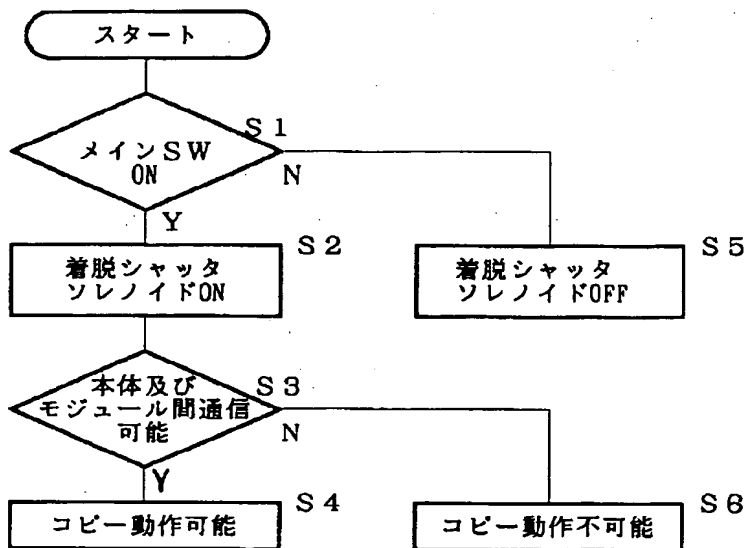 スタート
S1
メインSW
ON
N
Y
S2
着脱シャッタ
ソレノイドON
S5
着脱シャッタ
ソレノイドOFF
S3
本体及び
モジュール間通信
可能
N
Y
S4
コピー動作可能
S6
コピー動作不可能